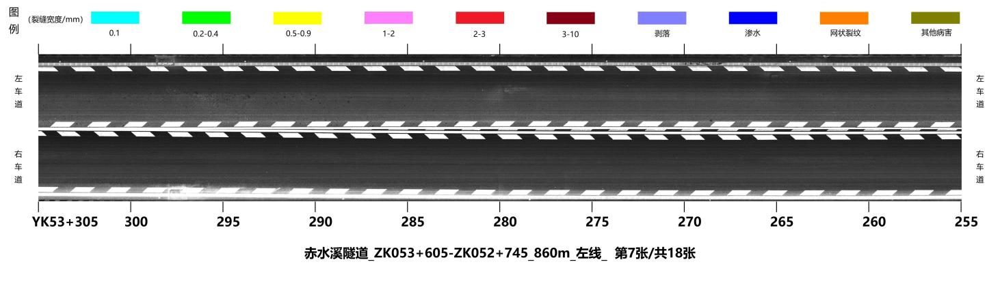 图例
(裂缝宽度/mm)
0.1
0.2-0.4
0.5-0.9
1-2
2-3
3-10
剥落
渗水
网状裂纹
其他病害
左车道
左车道
右车道
右车道
YK53+305 300 295 290 285 280 275 270 265 260 255
赤水溪隧道_ZK053+605-ZK052+745_860m_左线_ 第7张/共18张